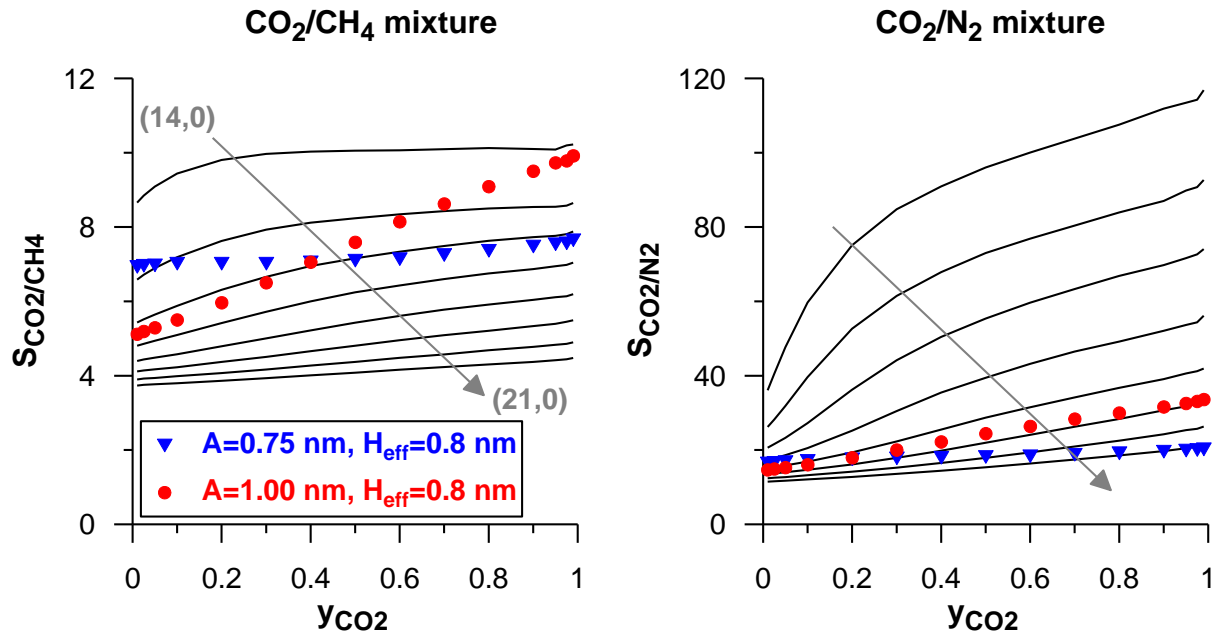 CO2/CH4 mixture
12
8
4
0
SCO2/CH4
(14,0)
(21,0)
A=0.75 nm, Heff=0.8 nm
A=1.00 nm, Heff=0.8 nm
0 0.2 0.4 0.6 0.8 1
yCO2
CO2/N2 mixture
120
80
40
0
SCO2/N2
0 0.2 0.4 0.6 0.8 1
yCO2